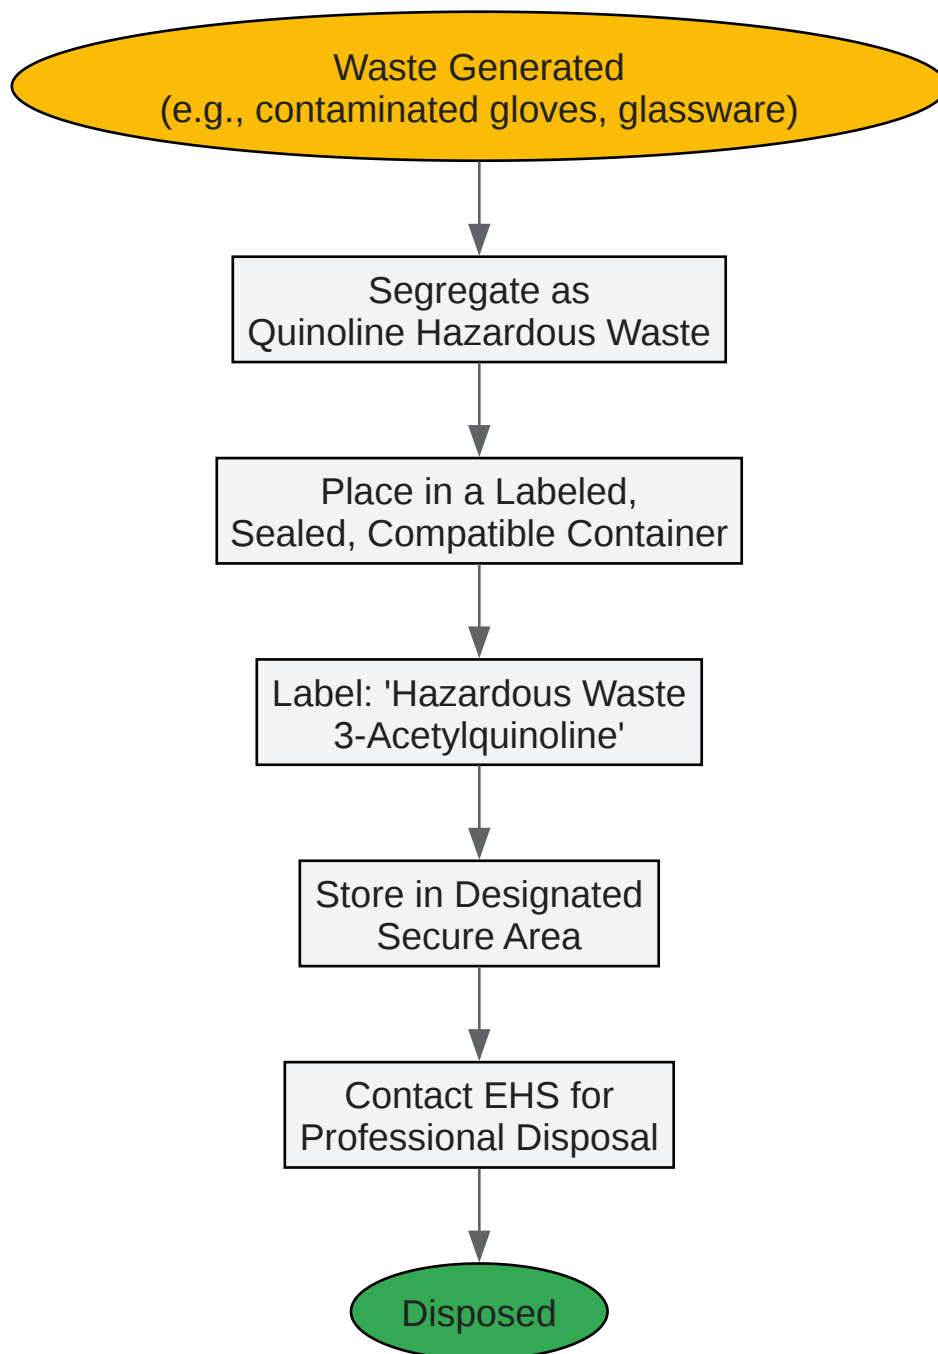 Waste Generated
(e.g., contaminated gloves, glassware)
Segregate as
Quinoline Hazardous Waste
Place in a Labeled,
Sealed, Compatible Container
Label: 'Hazardous Waste
3-Acetylquinoline'
Store in Designated
Secure Area
Contact EHS for
Professional Disposal
Disposed